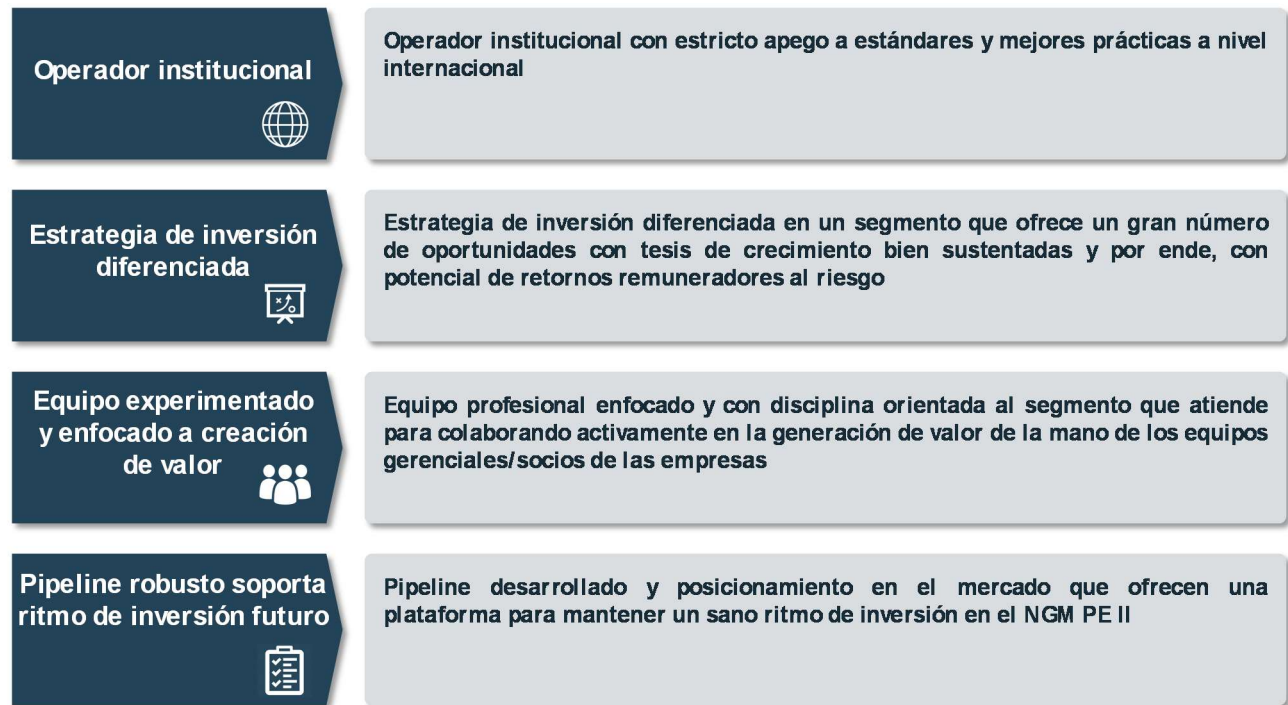 Operador institucional
Operador institucional con estricto apego a estándares y mejores prácticas a nivel
internacional
Estrategia de inversión
diferenciada
Estrategia de inversión diferenciada en un segmento que ofrece un gran número
de oportunidades con tesis de crecimiento bien sustentadas y por ende, con
potencial de retornos remuneradores al riesgo
Equipo experimentado
y enfocado a creación
de valor
Equipo profesional enfocado y con disciplina orientada al segmento que atiende
para colaborando activamente en la generación de valor de la mano de los equipos
gerenciales/socios de las empresas
Pipeline robusto soporta
ritmo de inversión futuro
Pipeline desarrollado y posicionamiento en el mercado que ofrecen una
plataforma para mantener un sano ritmo de inversión en el NGM PE II